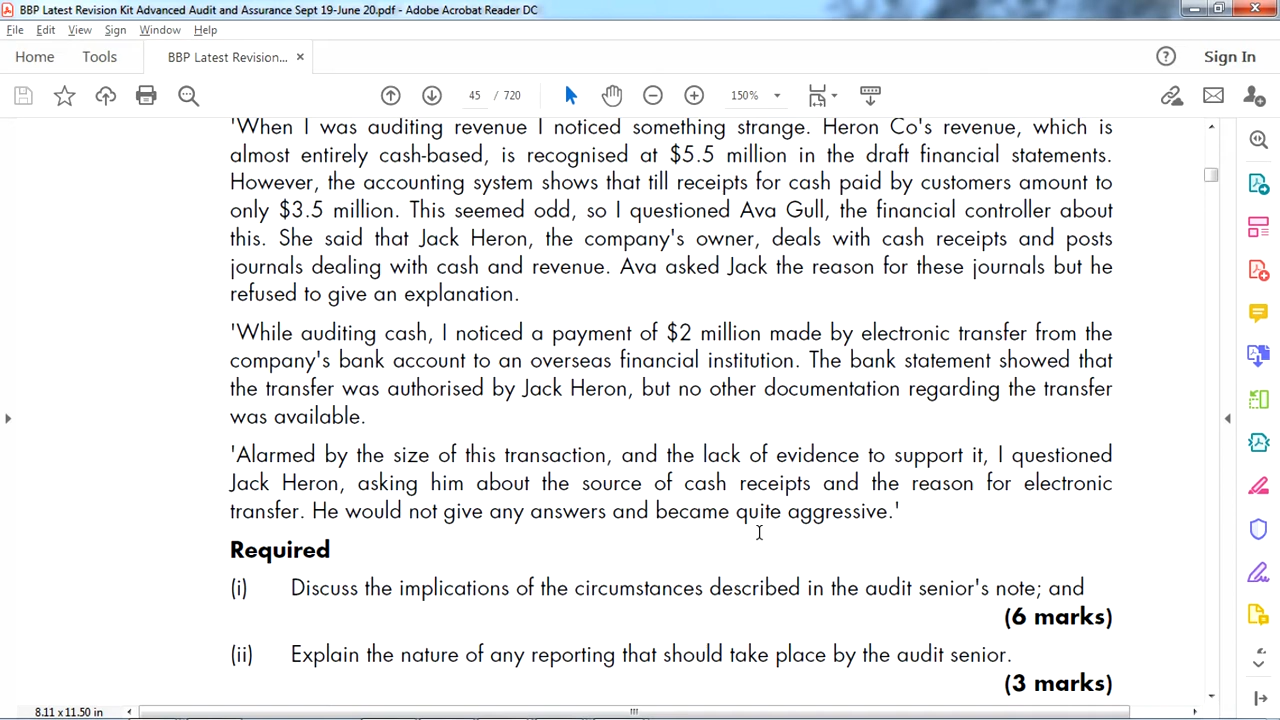 BBP Latest Revision Kit Advanced Audit and Assurance Sept 19-June 20.pdf - Adobe Acrobat Reader DC
File Edit View Sign Window Help
Home Tools BBP Latest Revision... × Sign In
45 / 720 150%
'When I was auditing revenue I noticed something strange. Heron Co's revenue, which is
almost entirely cash-based, is recognised at $5.5 million in the draft financial statements.
However, the accounting system shows that till receipts for cash paid by customers amount to
only $3.5 million. This seemed odd, so I questioned Ava Gull, the financial controller about
this. She said that Jack Heron, the company's owner, deals with cash receipts and posts
journals dealing with cash and revenue. Ava asked Jack the reason for these journals but he
refused to give an explanation.
'While auditing cash, I noticed a payment of $2 million made by electronic transfer from the
company's bank account to an overseas financial institution. The bank statement showed that
the transfer was authorised by Jack Heron, but no other documentation regarding the transfer
was available.
'Alarmed by the size of this transaction, and the lack of evidence to support it, I questioned
Jack Heron, asking him about the source of cash receipts and the reason for electronic
transfer. He would not give any answers and became quite aggressive.'
Required
(i) Discuss the implications of the circumstances described in the audit senior's note; and
(6 marks)
(ii) Explain the nature of any reporting that should take place by the audit senior.
(3 marks)
8.11 x 11.50 in